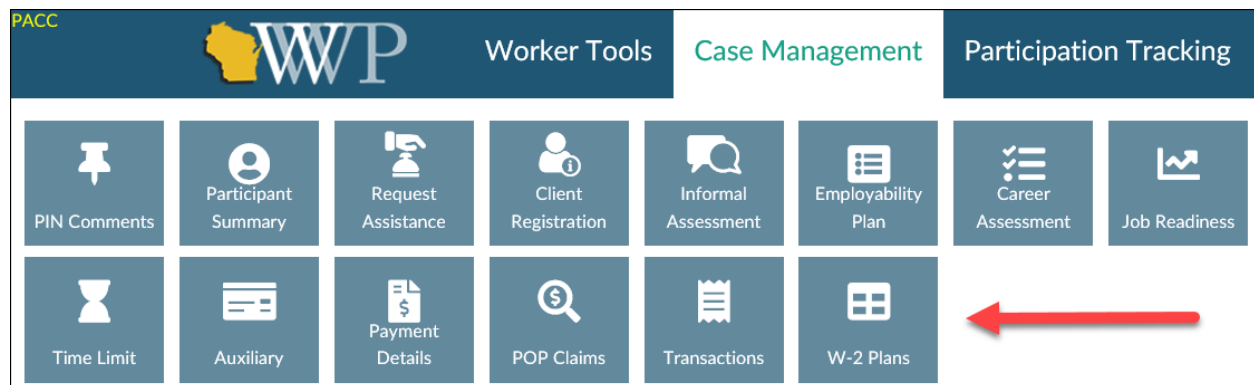 PACC
WWP
Worker Tools
Case Management
Participation Tracking
PIN Comments
Participant
Summary
Request
Assistance
Client
Registration
Informal
Assessment
Employability
Plan
Career
Assessment
Job Readiness
Time Limit
Auxiliary
Payment
Details
POP Claims
Transactions
W-2 Plans